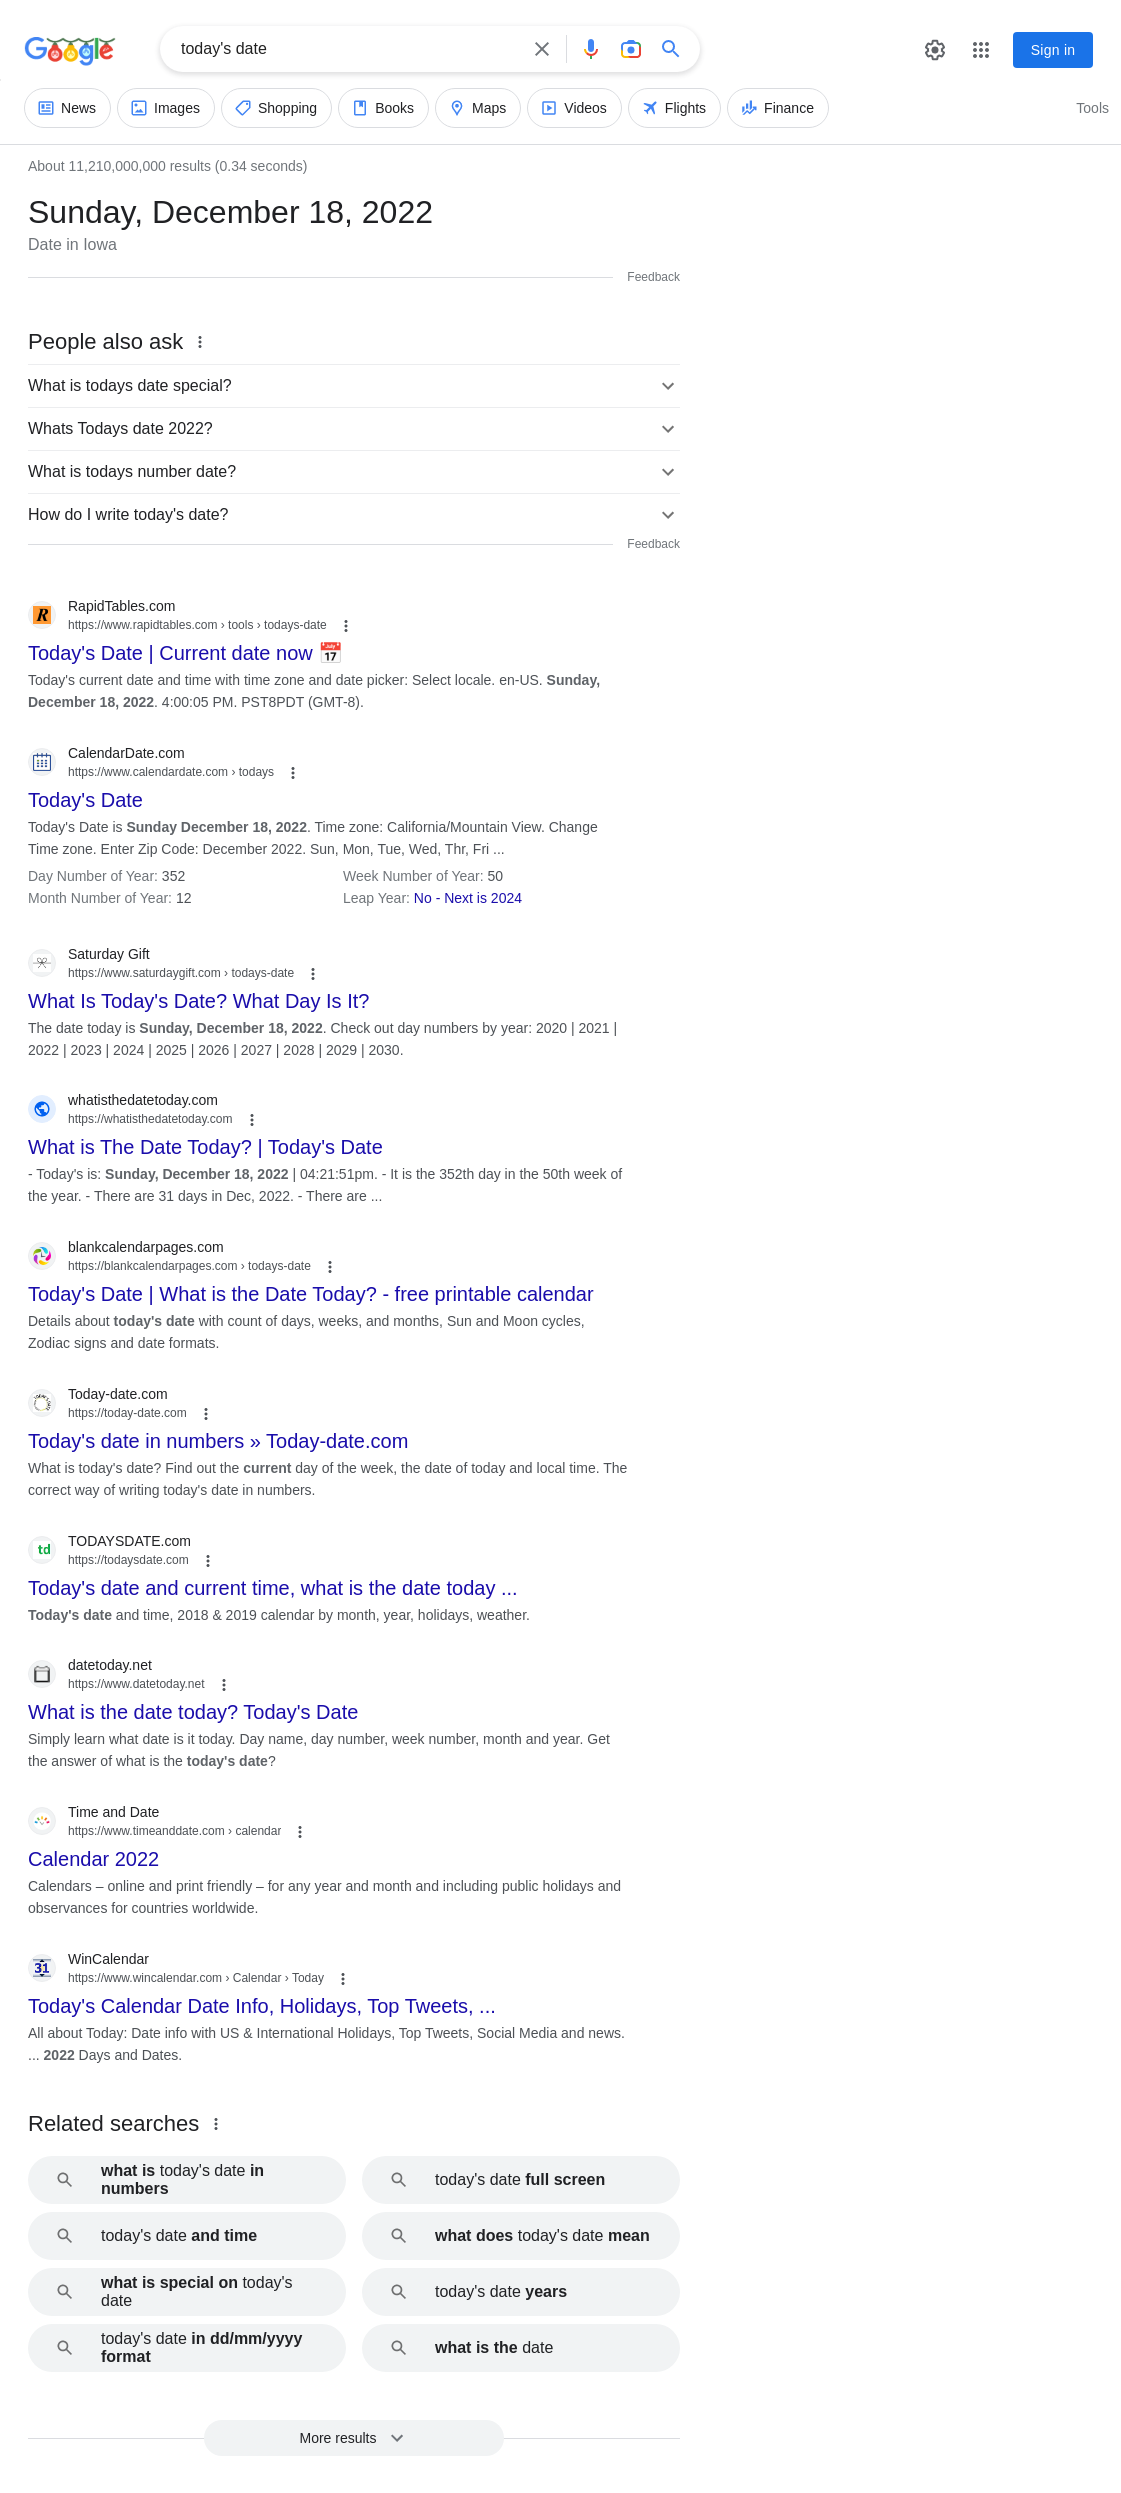 Google
today's date
Sign in
News
Images
Shopping
Books
Maps
Videos
Flights
Finance
Tools
About 11,210,000,000 results (0.34 seconds)
Sunday, December 18, 2022
Date in Iowa
Feedback
People also ask
What is todays date special?
Whats Todays date 2022?
What is todays number date?
How do I write today's date?
Feedback
R
RapidTables.com
https://www.rapidtables.com › tools › todays-date
Today's Date | Current date now 📅
Today's current date and time with time zone and date picker: Select locale. en-US. Sunday,
December 18, 2022. 4:00:05 PM. PST8PDT (GMT-8).
CalendarDate.com
https://www.calendardate.com › todays
Today's Date
Today's Date is Sunday December 18, 2022. Time zone: California/Mountain View. Change
Time zone. Enter Zip Code: December 2022. Sun, Mon, Tue, Wed, Thr, Fri ...
Day Number of Year: 352
Week Number of Year: 50
Month Number of Year: 12
Leap Year: No - Next is 2024
Saturday Gift
https://www.saturdaygift.com › todays-date
What Is Today's Date? What Day Is It?
The date today is Sunday, December 18, 2022. Check out day numbers by year: 2020 | 2021 |
2022 | 2023 | 2024 | 2025 | 2026 | 2027 | 2028 | 2029 | 2030.
whatisthedatetoday.com
https://whatisthedatetoday.com
What is The Date Today? | Today's Date
- Today's is: Sunday, December 18, 2022 | 04:21:51pm. - It is the 352th day in the 50th week of
the year. - There are 31 days in Dec, 2022. - There are ...
blankcalendarpages.com
https://blankcalendarpages.com › todays-date
Today's Date | What is the Date Today? - free printable calendar
Details about today's date with count of days, weeks, and months, Sun and Moon cycles,
Zodiac signs and date formats.
Today-date.com
https://today-date.com
Today's date in numbers » Today-date.com
What is today's date? Find out the current day of the week, the date of today and local time. The
correct way of writing today's date in numbers.
td
TODAYSDATE.com
https://todaysdate.com
Today's date and current time, what is the date today ...
Today's date and time, 2018 & 2019 calendar by month, year, holidays, weather.
datetoday.net
https://www.datetoday.net
What is the date today? Today's Date
Simply learn what date is it today. Day name, day number, week number, month and year. Get
the answer of what is the today's date?
Time and Date
https://www.timeanddate.com › calendar
Calendar 2022
Calendars – online and print friendly – for any year and month and including public holidays and
observances for countries worldwide.
31
WinCalendar
https://www.wincalendar.com › Calendar › Today
Today's Calendar Date Info, Holidays, Top Tweets, ...
All about Today: Date info with US & International Holidays, Top Tweets, Social Media and news.
... 2022 Days and Dates.
Related searches
what is today's date in
numbers
today's date full screen
today's date and time
what does today's date mean
what is special on today's
date
today's date years
today's date in dd/mm/yyyy
format
what is the date
More results